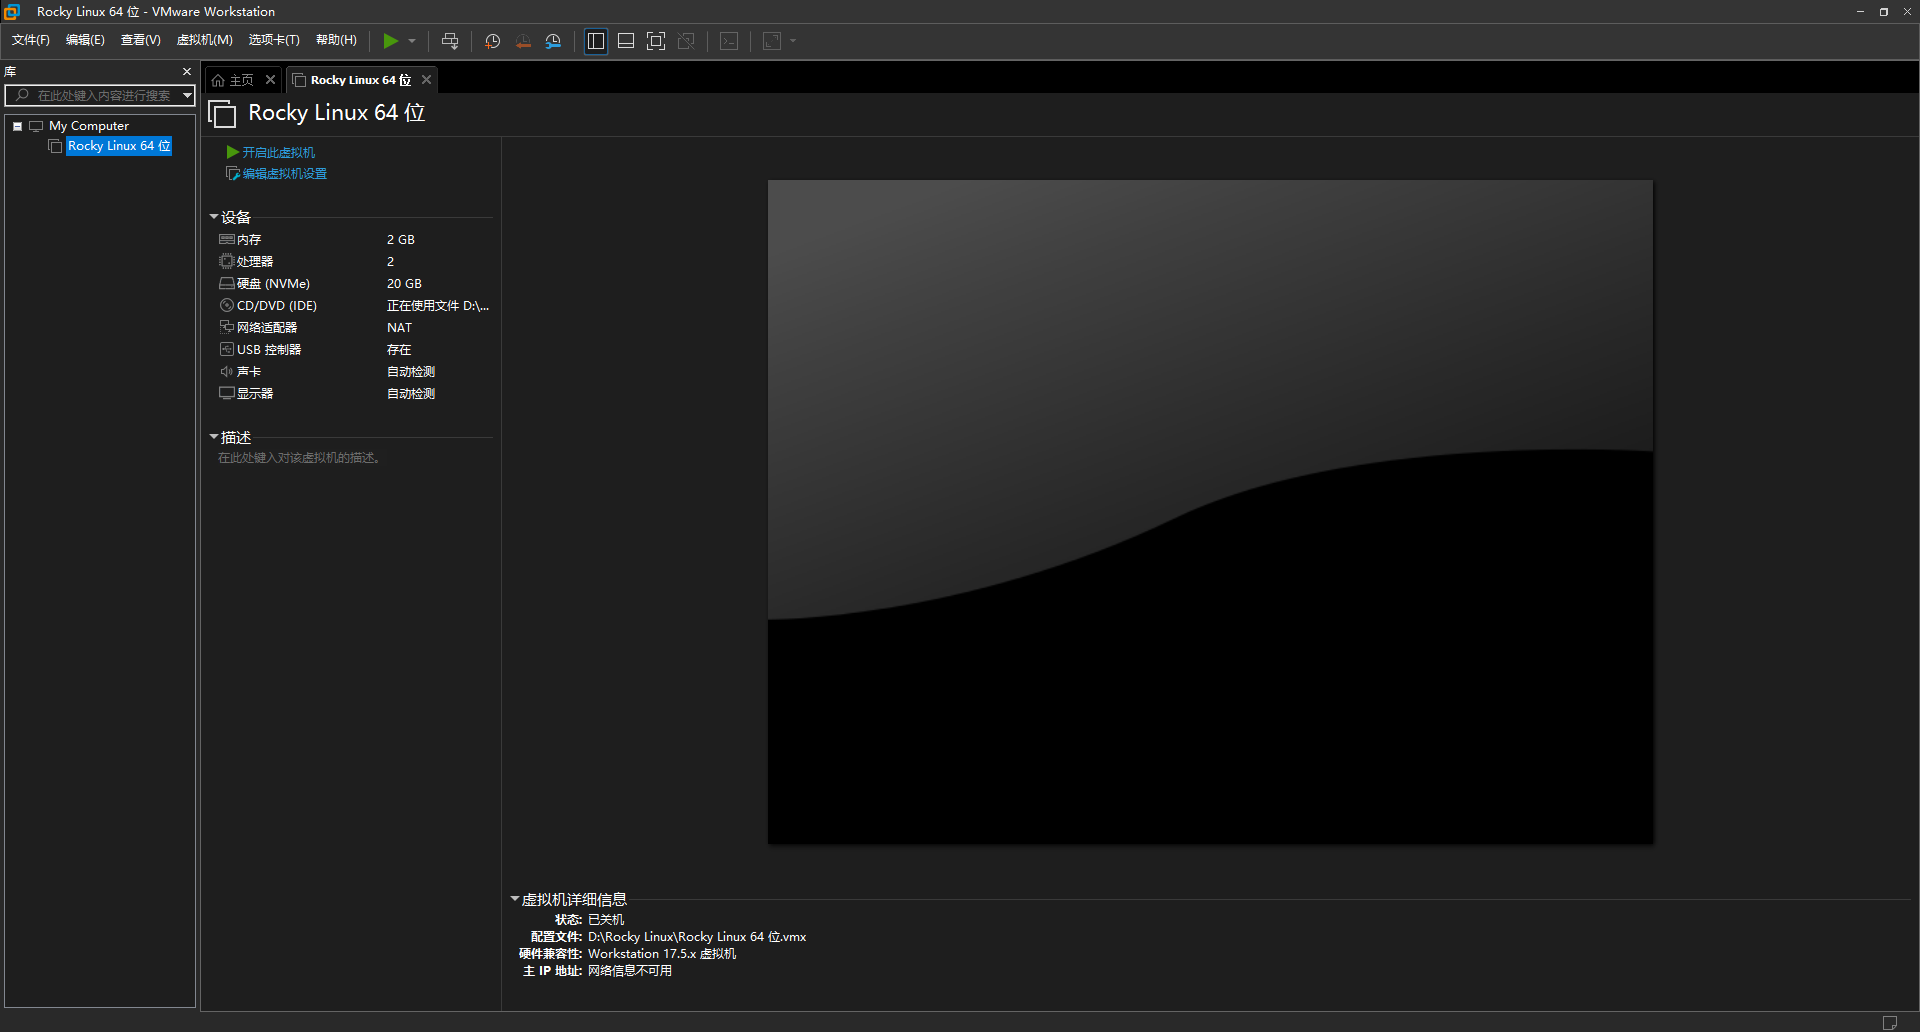 Rocky Linux 64 位 - VMware Workstation
文件(F) 编辑(E) 查看(V) 虚拟机(M) 选项卡(T) 帮助(H)
库
在此处键入内容进行搜索
My Computer
Rocky Linux 64 位
主页
Rocky Linux 64 位
Rocky Linux 64 位
开启此虚拟机
编辑虚拟机设置
设备
内存 2 GB
处理器 2
硬盘 (NVMe) 20 GB
CD/DVD (IDE) 正在使用文件 D:\...
网络适配器 NAT
USB 控制器 存在
声卡 自动检测
显示器 自动检测
描述
在此处键入对该虚拟机的描述。
虚拟机详细信息
状态: 已关机
配置文件: D:\Rocky Linux\Rocky Linux 64 位.vmx
硬件兼容性: Workstation 17.5.x 虚拟机
主 IP 地址: 网络信息不可用